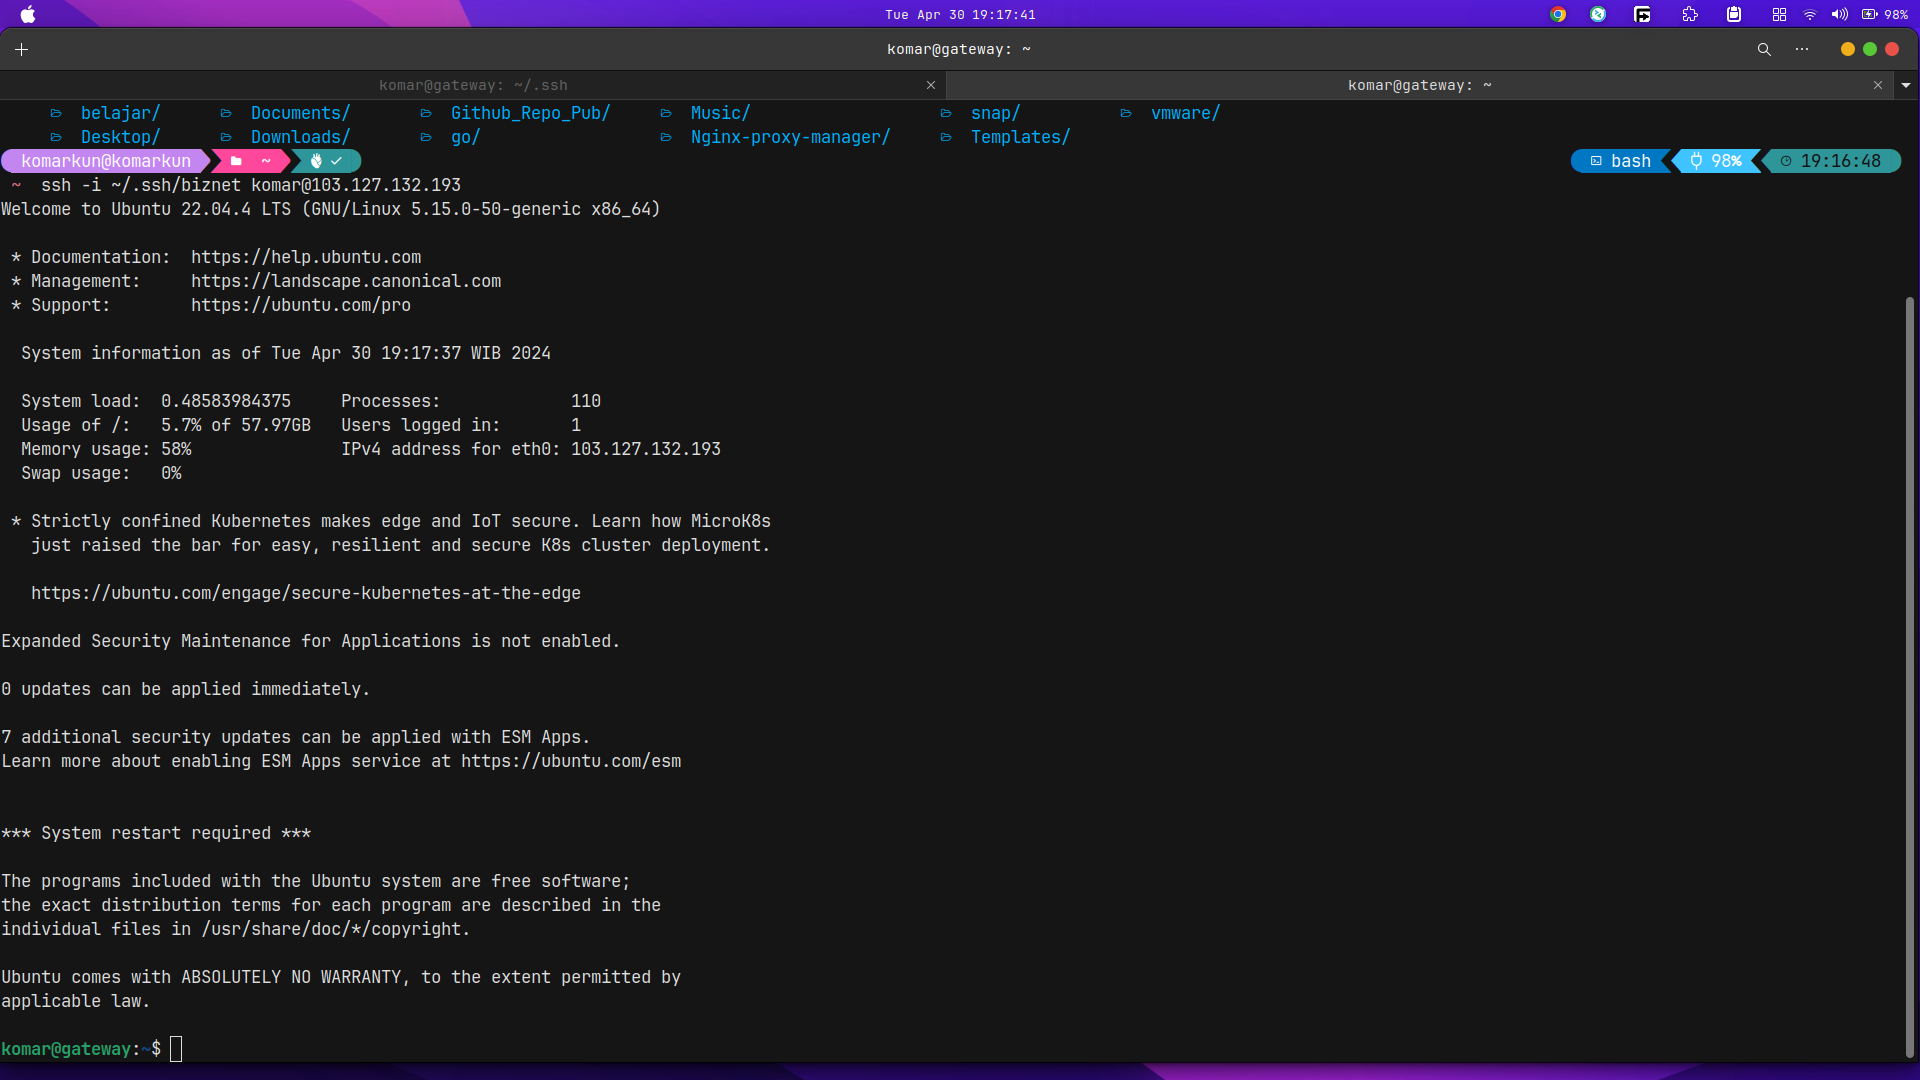 Tue Apr 30 19:17:41
98%
komar@gateway: ~
komar@gateway: ~/.ssh
komar@gateway: ~
belajar/ Documents/ Github_Repo_Pub/ Music/ snap/ vmware/
Desktop/ Downloads/ go/ Nginx-proxy-manager/ Templates/
komarkun@komarkun ~ bash 98% 19:16:48
~ ssh -i ~/.ssh/biznet komar@103.127.132.193
Welcome to Ubuntu 22.04.4 LTS (GNU/Linux 5.15.0-50-generic x86_64)
* Documentation: https://help.ubuntu.com
* Management: https://landscape.canonical.com
* Support: https://ubuntu.com/pro
System information as of Tue Apr 30 19:17:37 WIB 2024
System load: 0.48583984375 Processes: 110
Usage of /: 5.7% of 57.97GB Users logged in: 1
Memory usage: 58% IPv4 address for eth0: 103.127.132.193
Swap usage: 0%
* Strictly confined Kubernetes makes edge and IoT secure. Learn how MicroK8s
just raised the bar for easy, resilient and secure K8s cluster deployment.
https://ubuntu.com/engage/secure-kubernetes-at-the-edge
Expanded Security Maintenance for Applications is not enabled.
0 updates can be applied immediately.
7 additional security updates can be applied with ESM Apps.
Learn more about enabling ESM Apps service at https://ubuntu.com/esm
*** System restart required ***
The programs included with the Ubuntu system are free software;
the exact distribution terms for each program are described in the
individual files in /usr/share/doc/*/copyright.
Ubuntu comes with ABSOLUTELY NO WARRANTY, to the extent permitted by
applicable law.
komar@gateway:~$